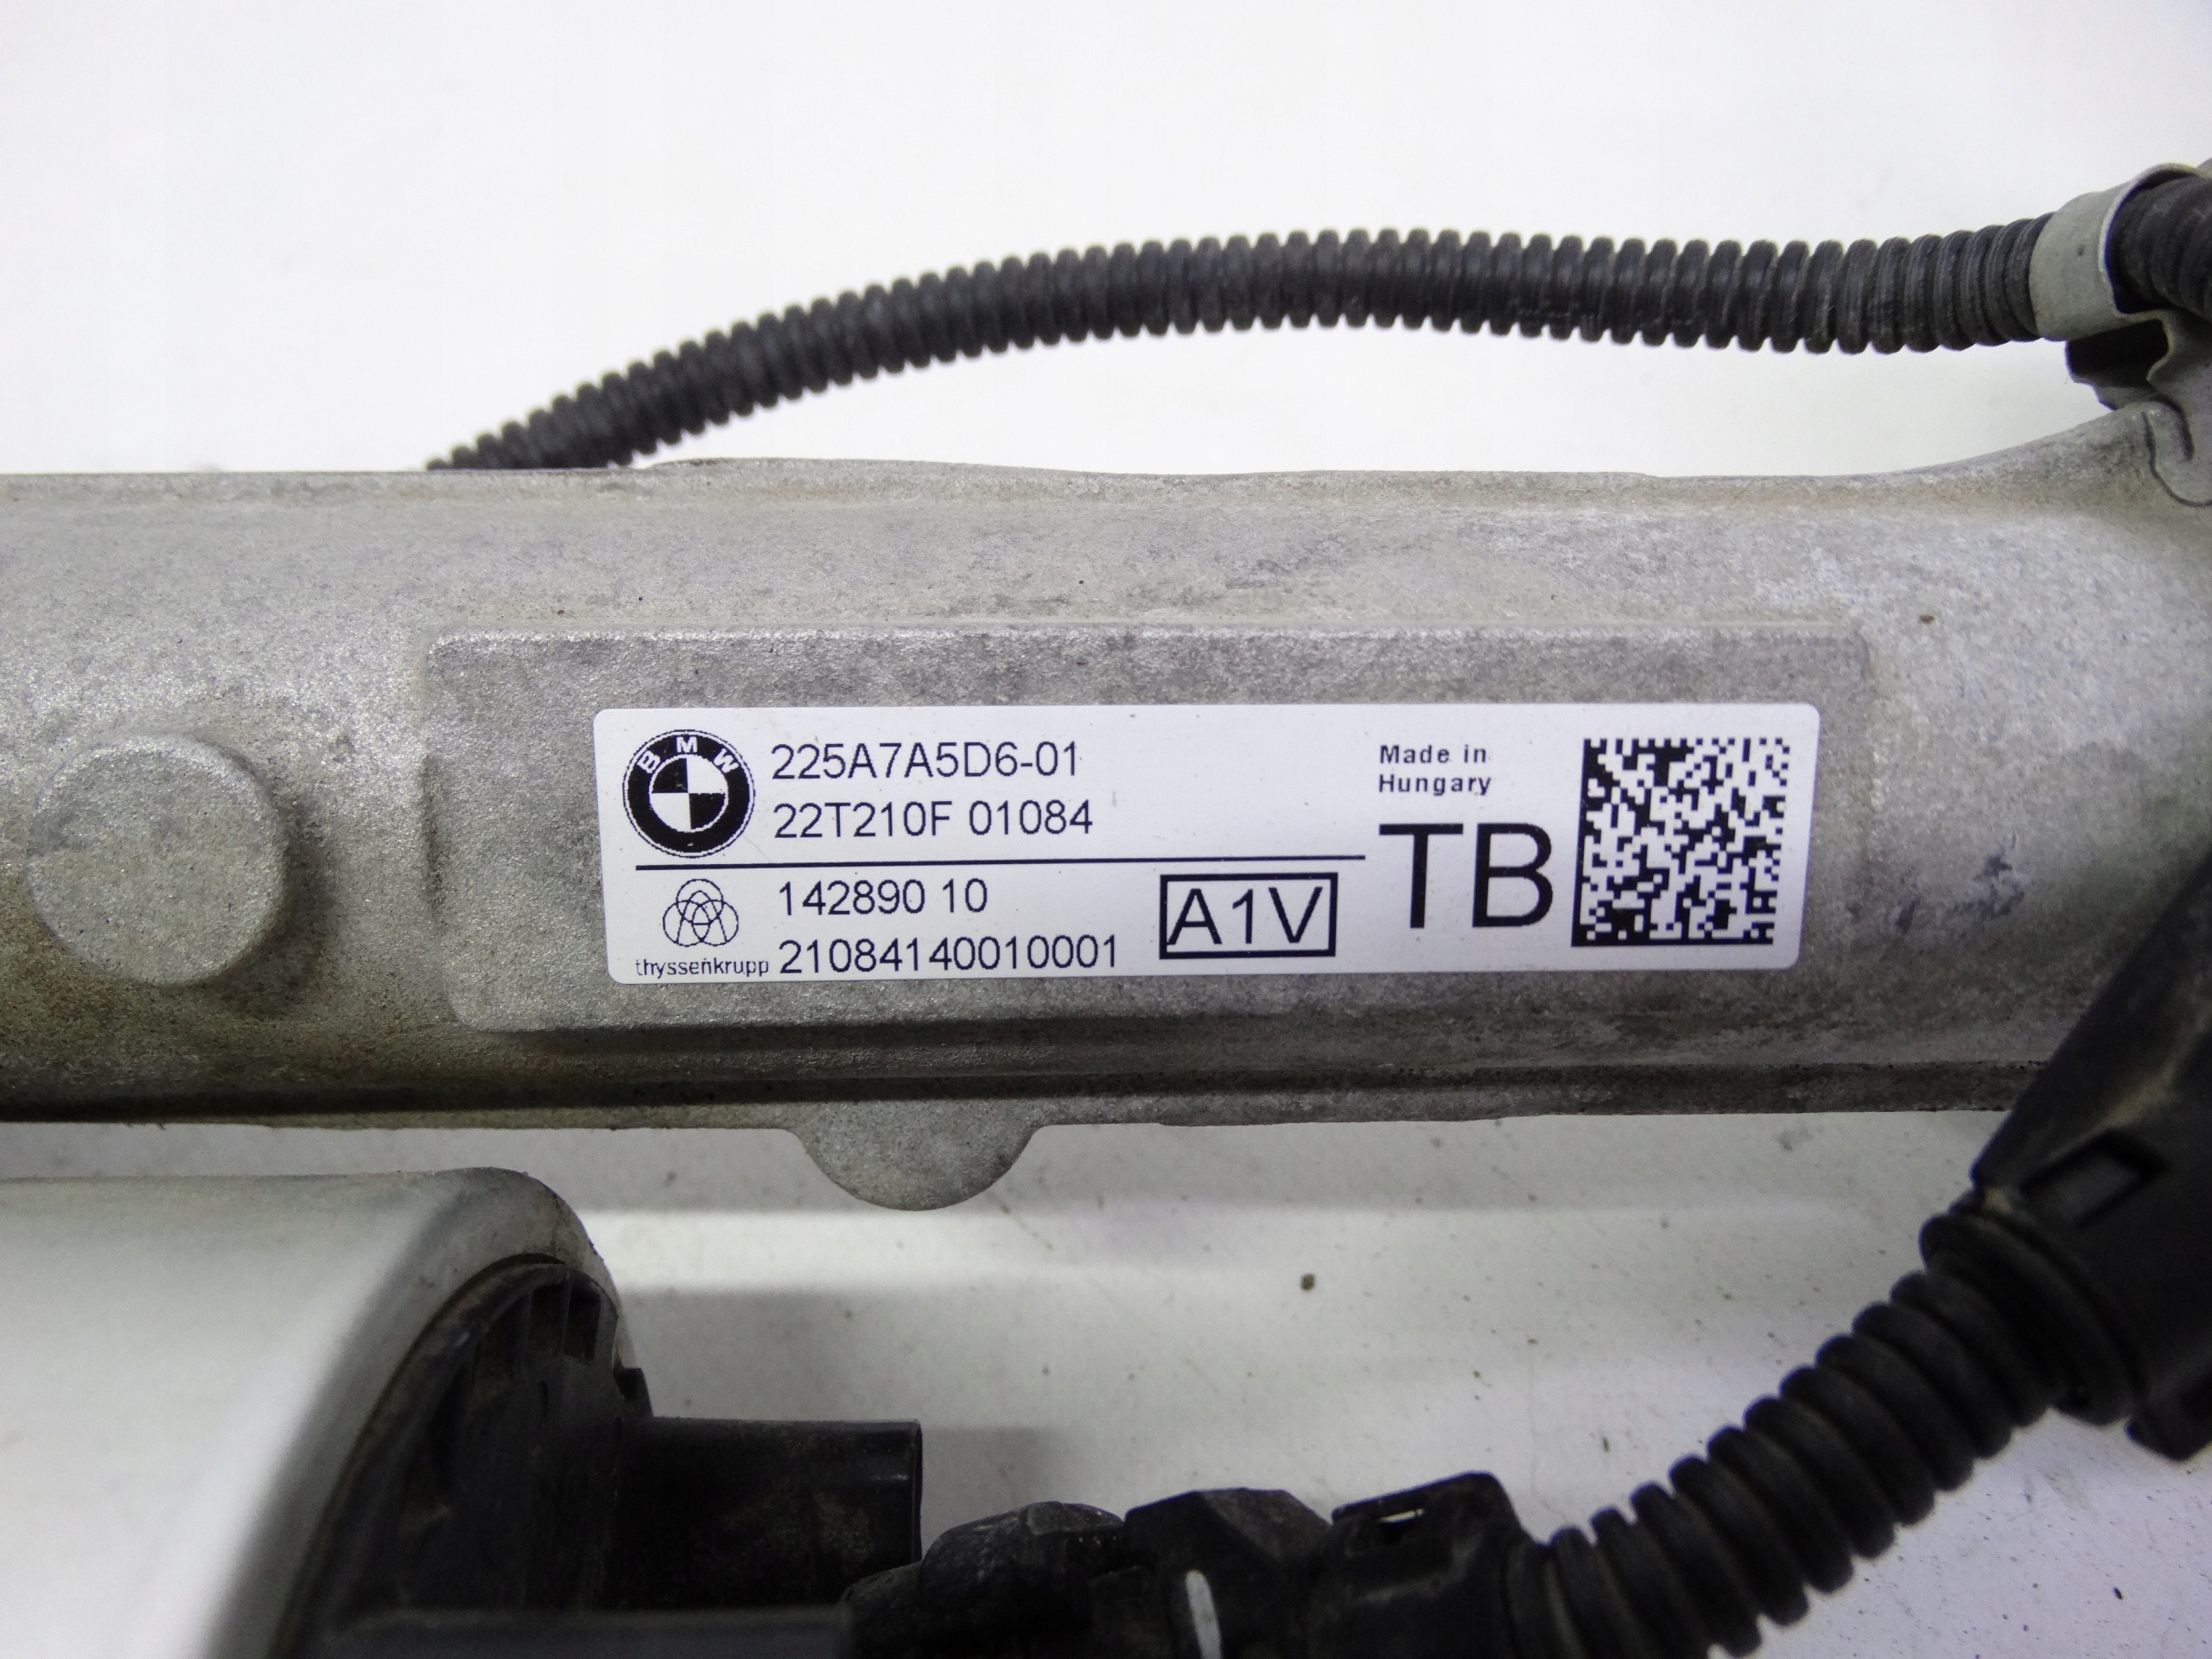 BMW
225A7A5D6-01
22T210F 01084
Made in
Hungary
TB
142890 10
21084140010001
thyssenkrupp
A1V